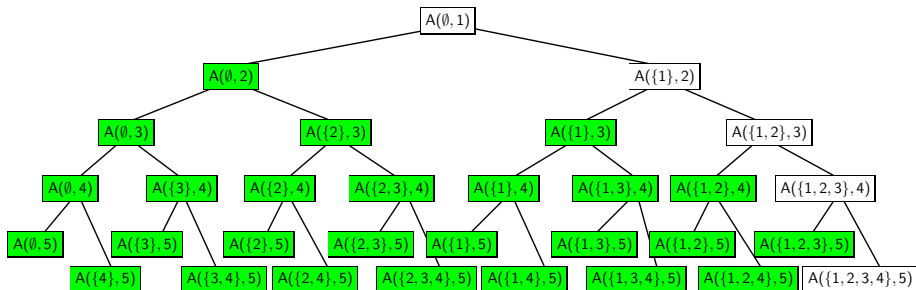 A(∅, 1)
A(∅, 2)
A({1}, 2)
A(∅, 3)
A({2}, 3)
A({1}, 3)
A({1, 2}, 3)
A(∅, 4)
A({3}, 4)
A({2}, 4)
A({2, 3}, 4)
A({1}, 4)
A({1, 3}, 4)
A({1, 2}, 4)
A({1, 2, 3}, 4)
A(∅, 5)
A({3}, 5)
A({2}, 5)
A({2, 3}, 5)
A({1}, 5)
A({1, 3}, 5)
A({1, 2}, 5)
A({1, 2, 3}, 5)
A({4}, 5)
A({3, 4}, 5)
A({2, 4}, 5)
A({2, 3, 4}, 5)
A({1, 4}, 5)
A({1, 3, 4}, 5)
A({1, 2, 4}, 5)
A({1, 2, 3, 4}, 5)